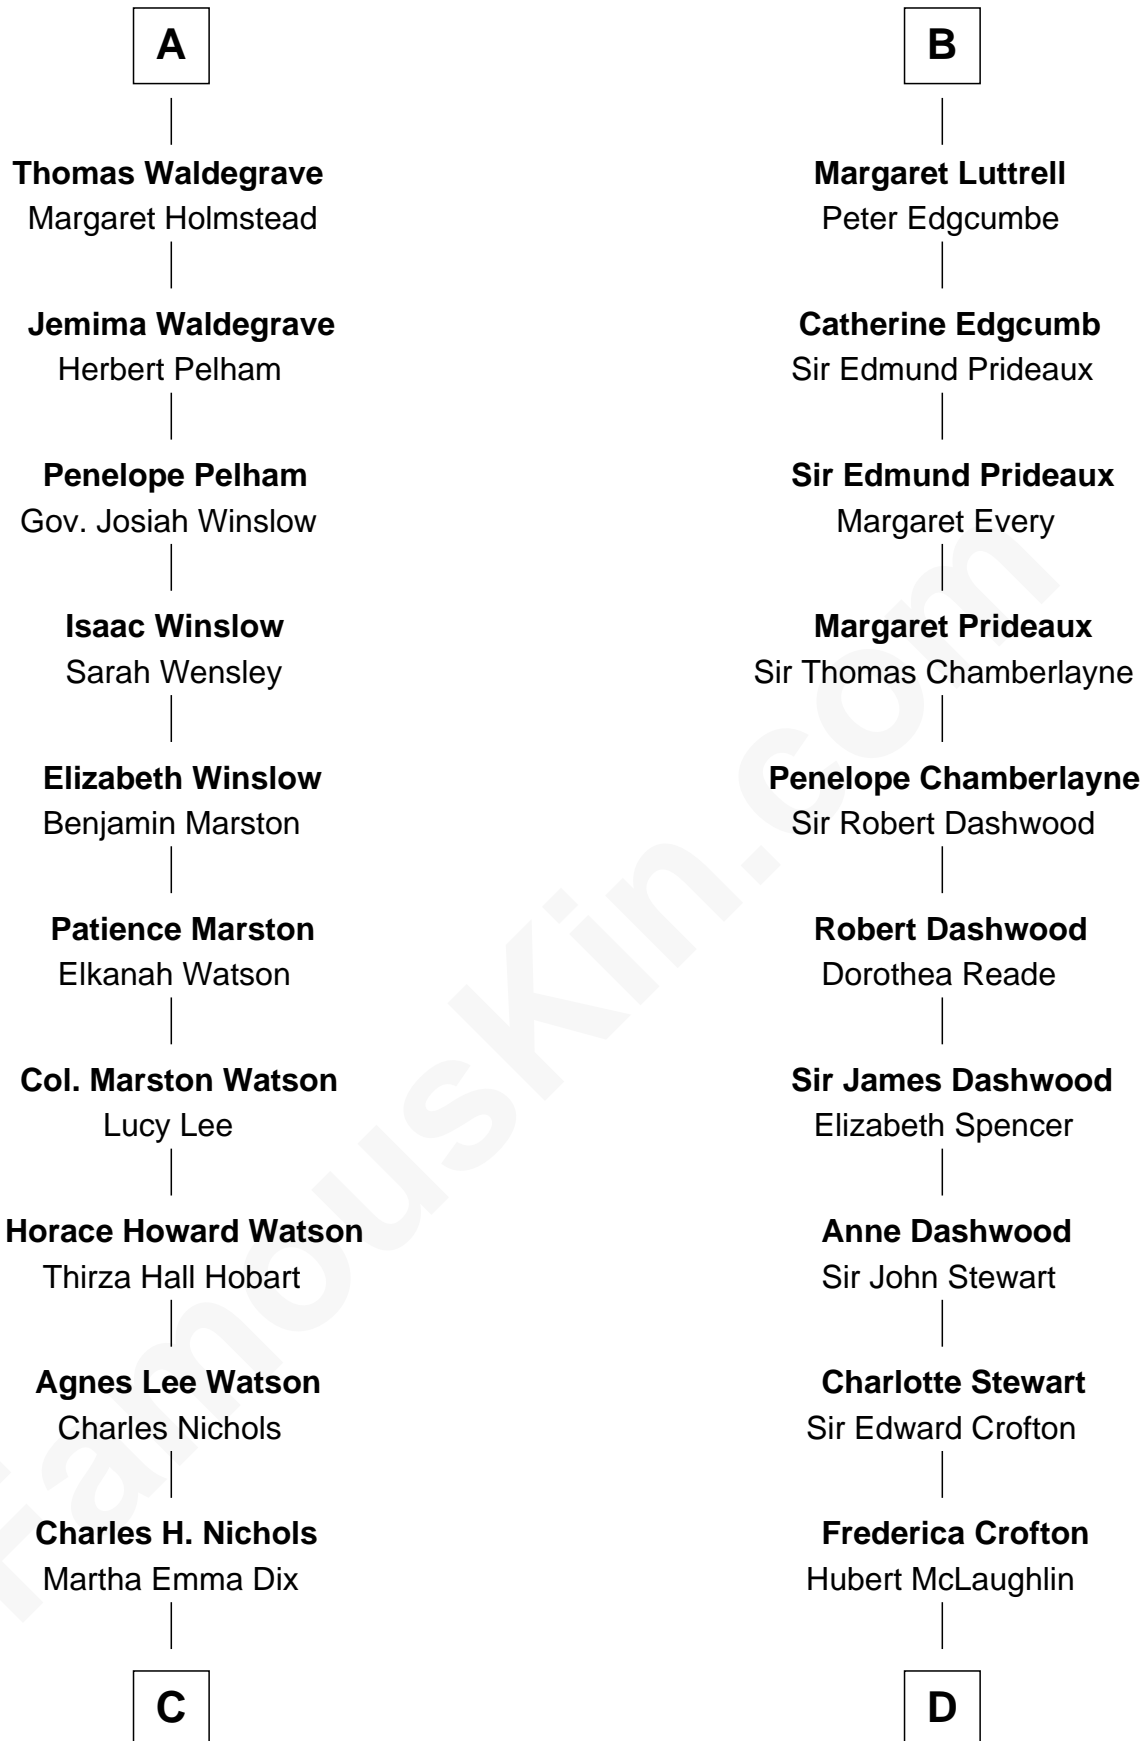 A
Thomas Waldegrave
Margaret Holmstead
Jemima Waldegrave
Herbert Pelham
Penelope Pelham
Gov. Josiah Winslow
Isaac Winslow
Sarah Wensley
Elizabeth Winslow
Benjamin Marston
Patience Marston
Elkanah Watson
Col. Marston Watson
Lucy Lee
Horace Howard Watson
Thirza Hall Hobart
Agnes Lee Watson
Charles Nichols
Charles H. Nichols
Martha Emma Dix
C
B
Margaret Luttrell
Peter Edgcumbe
Catherine Edgcumb
Sir Edmund Prideaux
Sir Edmund Prideaux
Margaret Every
Margaret Prideaux
Sir Thomas Chamberlayne
Penelope Chamberlayne
Sir Robert Dashwood
Robert Dashwood
Dorothea Reade
Sir James Dashwood
Elizabeth Spencer
Anne Dashwood
Sir John Stewart
Charlotte Stewart
Sir Edward Crofton
Frederica Crofton
Hubert McLaughlin
D
FamousKin.com